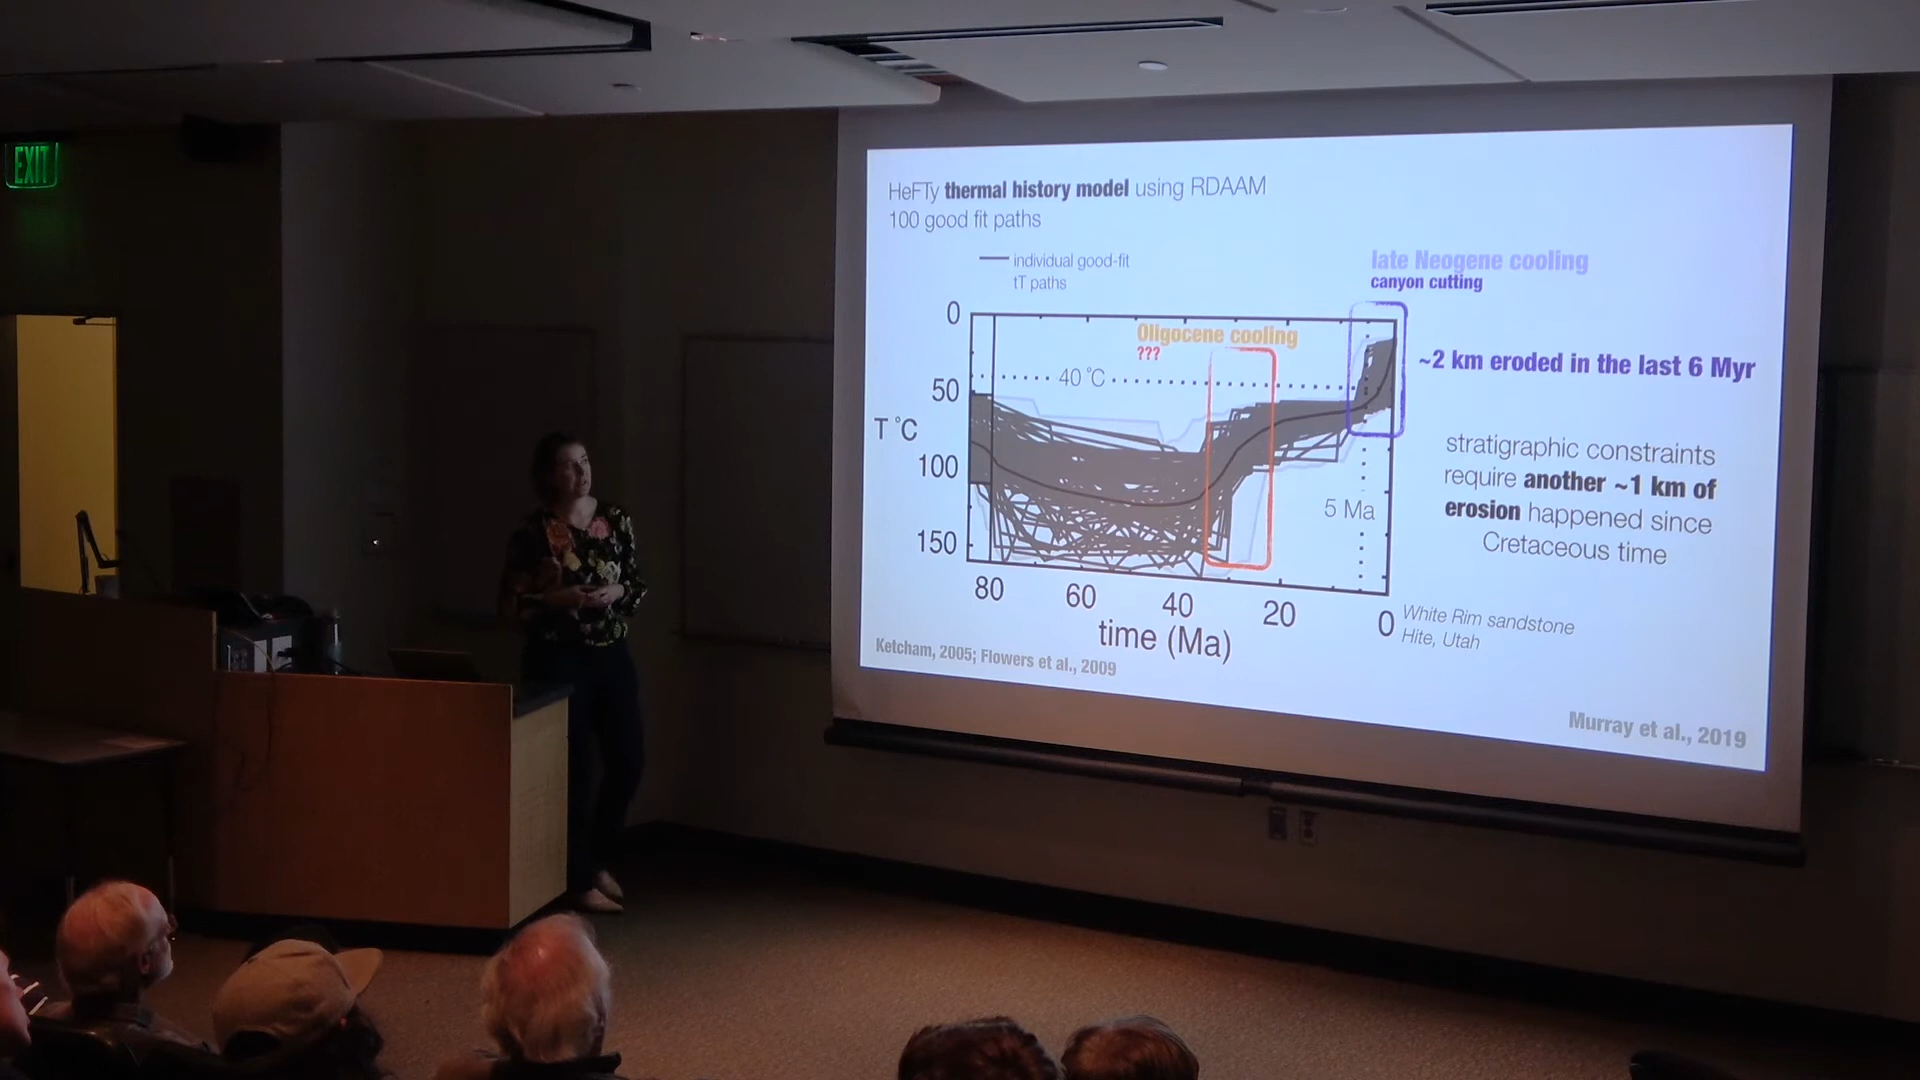 EXIT
HeFTy thermal history model using RDAAM
100 good fit paths
individual good-fit
tT paths
late Neogene cooling
canyon cutting
Oligocene cooling
???
~2 km eroded in the last 6 Myr
0
50
100
150
T °C
40 °C
5 Ma
80
60
40
20
0
time (Ma)
stratigraphic constraints
require another ~1 km of
erosion happened since
Cretaceous time
White Rim sandstone
Hite, Utah
Ketcham, 2005; Flowers et al., 2009
Murray et al., 2019